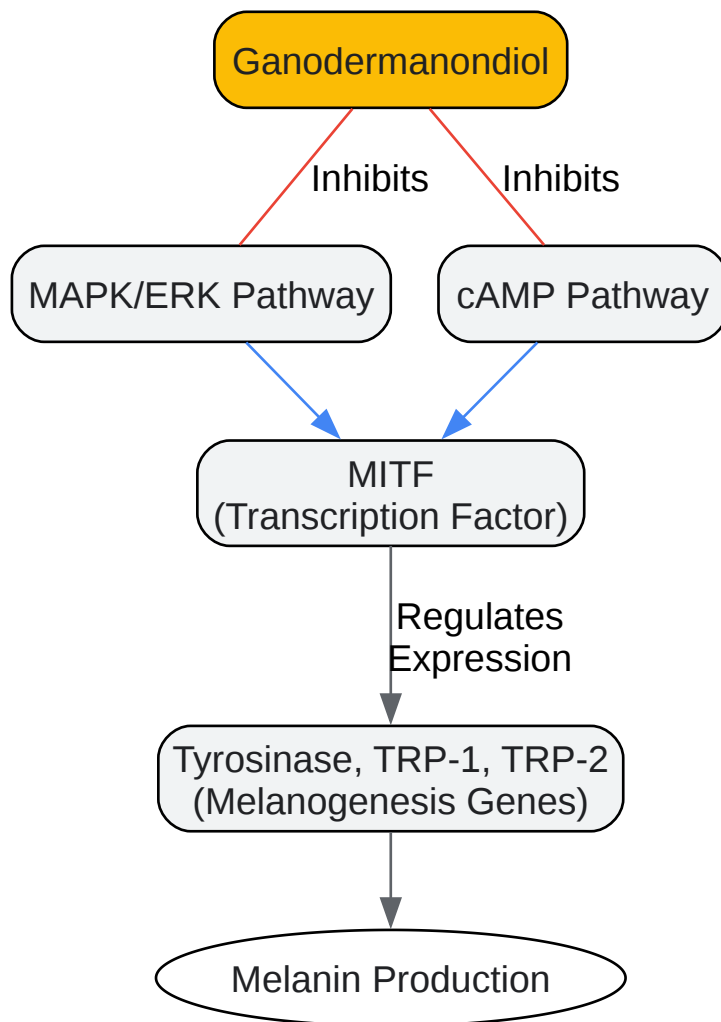 Ganodermanondiol
Inhibits
Inhibits
MAPK/ERK Pathway
cAMP Pathway
MITF
(Transcription Factor)
Regulates
Expression
Tyrosinase, TRP-1, TRP-2
(Melanogenesis Genes)
Melanin Production